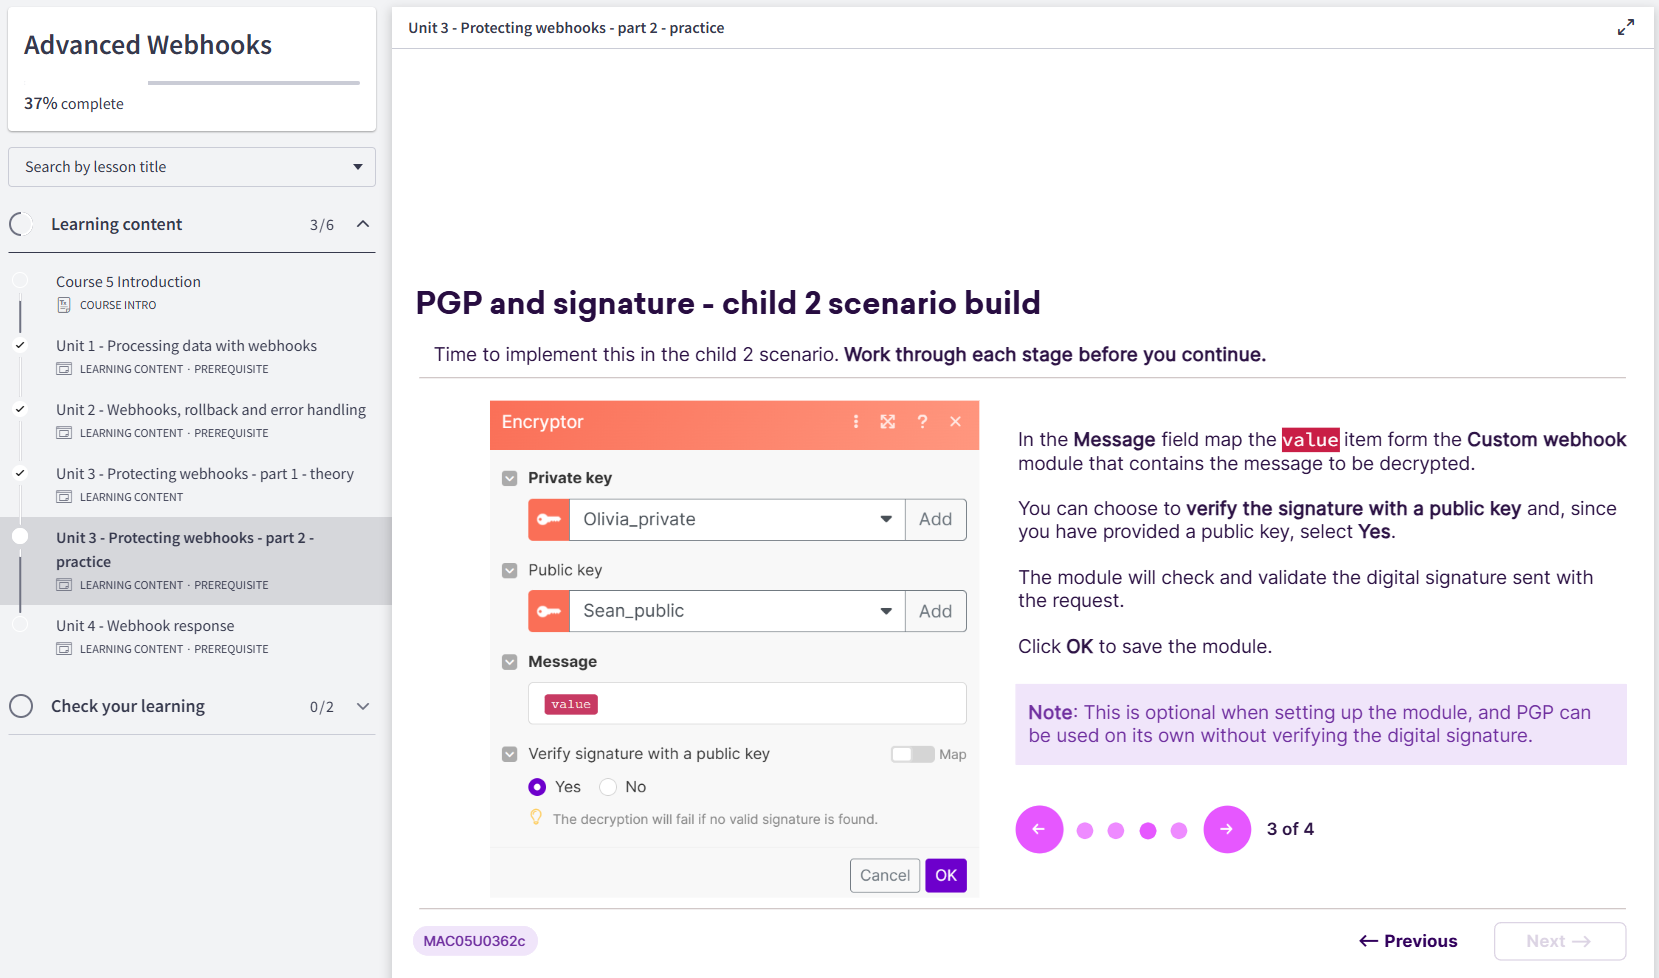 Advanced Webhooks
37% complete
Search by lesson title
Learning content 3/6
Course 5 Introduction
COURSE INTRO
Unit 1 - Processing data with webhooks
LEARNING CONTENT · PREREQUISITE
Unit 2 - Webhooks, rollback and error handling
LEARNING CONTENT · PREREQUISITE
Unit 3 - Protecting webhooks - part 1 - theory
LEARNING CONTENT
Unit 3 - Protecting webhooks - part 2 -
practice
LEARNING CONTENT · PREREQUISITE
Unit 4 - Webhook response
LEARNING CONTENT · PREREQUISITE
Check your learning 0/2
Unit 3 - Protecting webhooks - part 2 - practice
PGP and signature - child 2 scenario build
Time to implement this in the child 2 scenario. Work through each stage before you continue.
Encryptor
Private key
Olivia_private Add
Public key
Sean_public Add
Message
value
Verify signature with a public key Map
Yes No
The decryption will fail if no valid signature is found.
Cancel OK
In the Message field map the value item form the Custom webhook
module that contains the message to be decrypted.
You can choose to verify the signature with a public key and, since
you have provided a public key, select Yes.
The module will check and validate the digital signature sent with
the request.
Click OK to save the module.
Note: This is optional when setting up the module, and PGP can
be used on its own without verifying the digital signature.
3 of 4
MAC05U0362c
← Previous
Next →